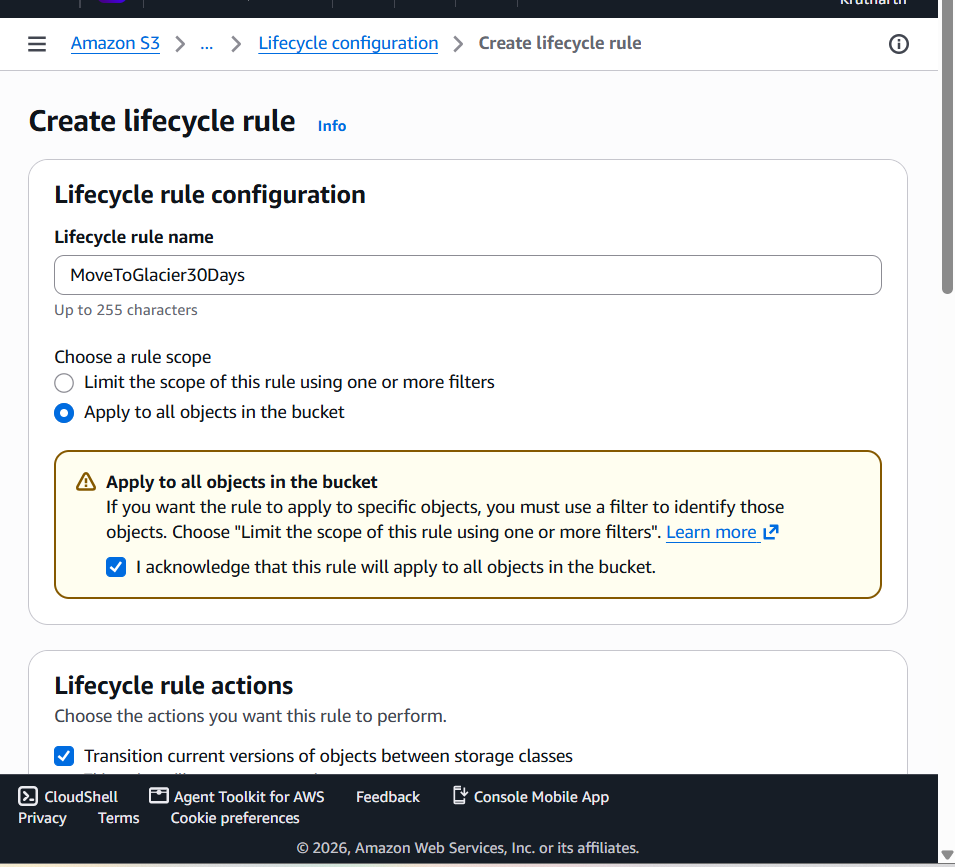 Amazon S3 > ... > Lifecycle configuration > Create lifecycle rule
Create lifecycle rule Info
Lifecycle rule configuration
Lifecycle rule name
MoveToGlacier30Days
Up to 255 characters
Choose a rule scope
Limit the scope of this rule using one or more filters
Apply to all objects in the bucket
Apply to all objects in the bucket
If you want the rule to apply to specific objects, you must use a filter to identify those
objects. Choose "Limit the scope of this rule using one or more filters". Learn more
I acknowledge that this rule will apply to all objects in the bucket.
Lifecycle rule actions
Choose the actions you want this rule to perform.
Transition current versions of objects between storage classes
CloudShell Agent Toolkit for AWS Feedback Console Mobile App
Privacy Terms Cookie preferences
© 2026, Amazon Web Services, Inc. or its affiliates.